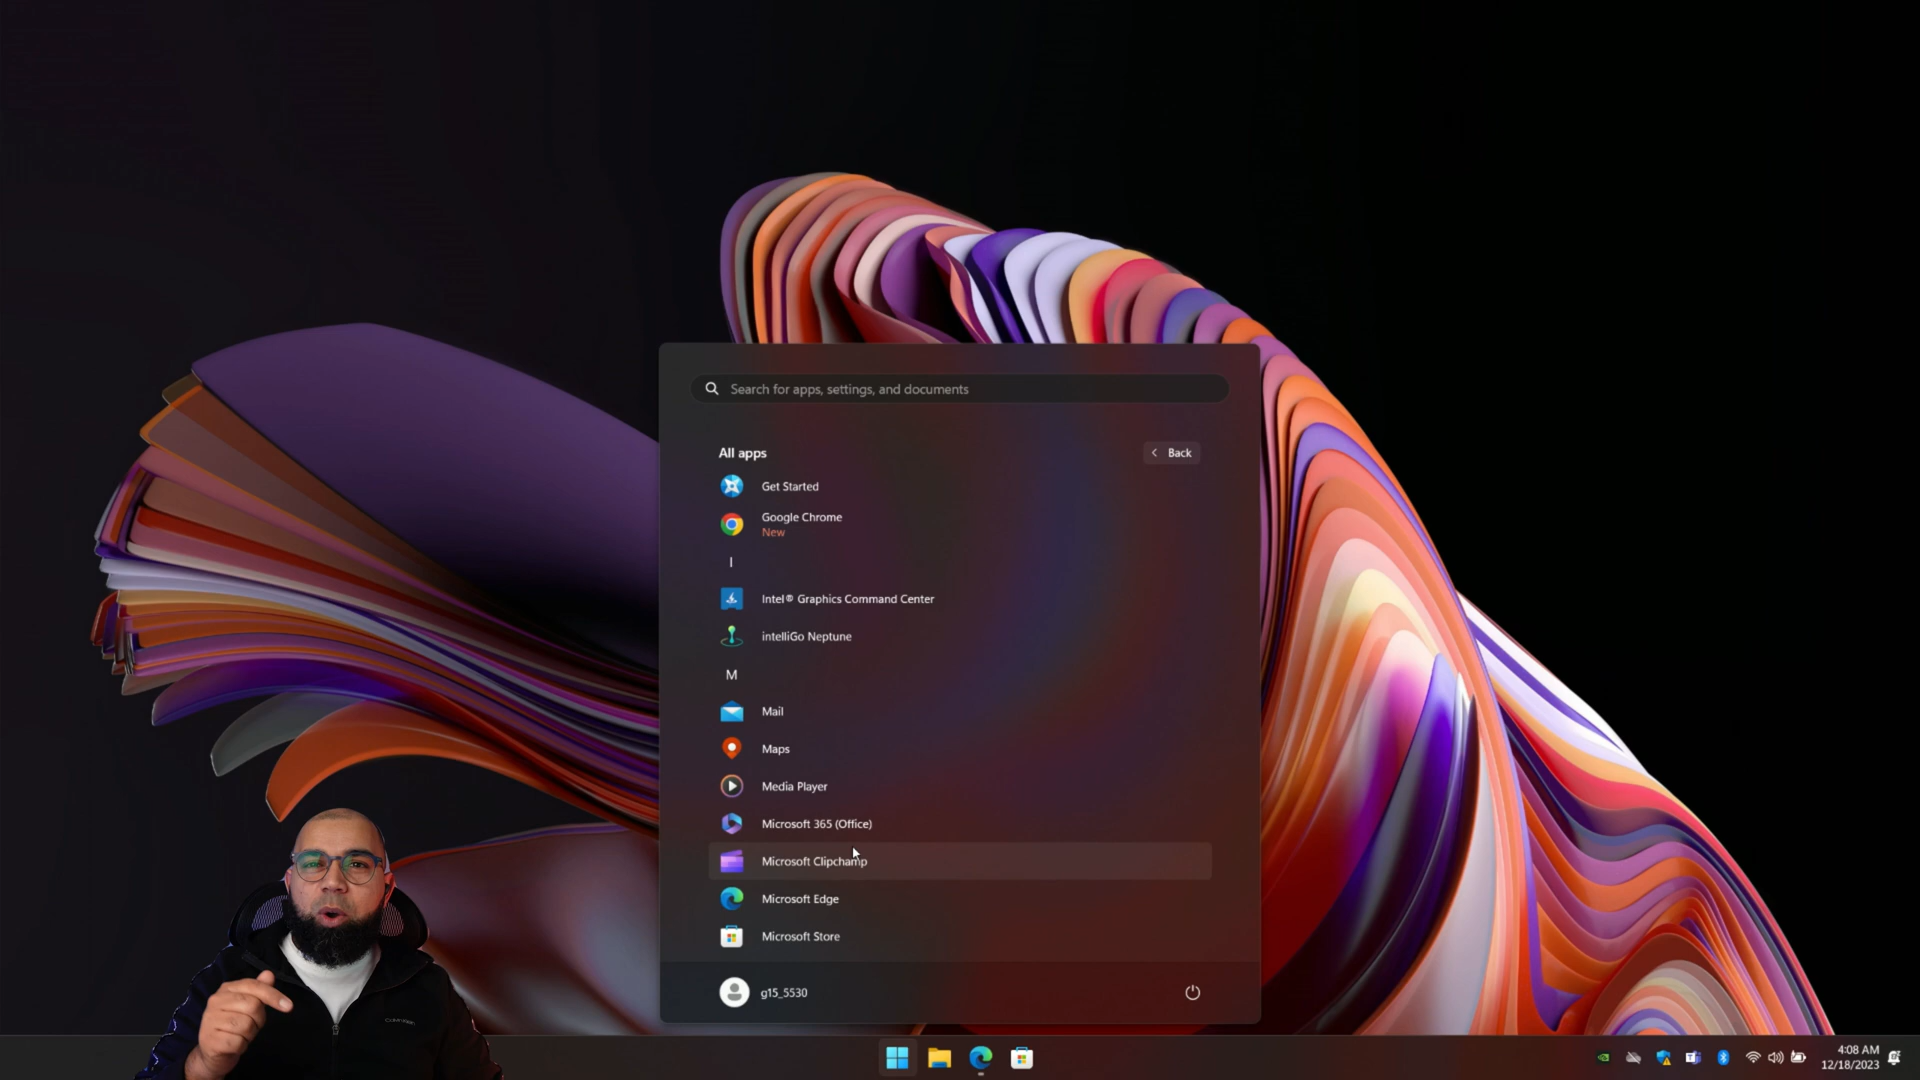 Search for apps, settings, and documents
All apps
Back
Get Started
Google Chrome
New
I
Intel® Graphics Command Center
intelliGo Neptune
M
Mail
Maps
Media Player
Microsoft 365 (Office)
Microsoft Clipchamp
Microsoft Edge
Microsoft Store
g15_5530
4:08 AM
12/18/2023